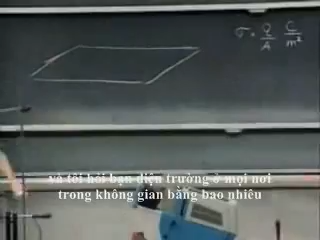 σ = Q/A C/m²
và tôi hỏi bạn điện trường ở mọi nơi
trong không gian bằng bao nhiêu